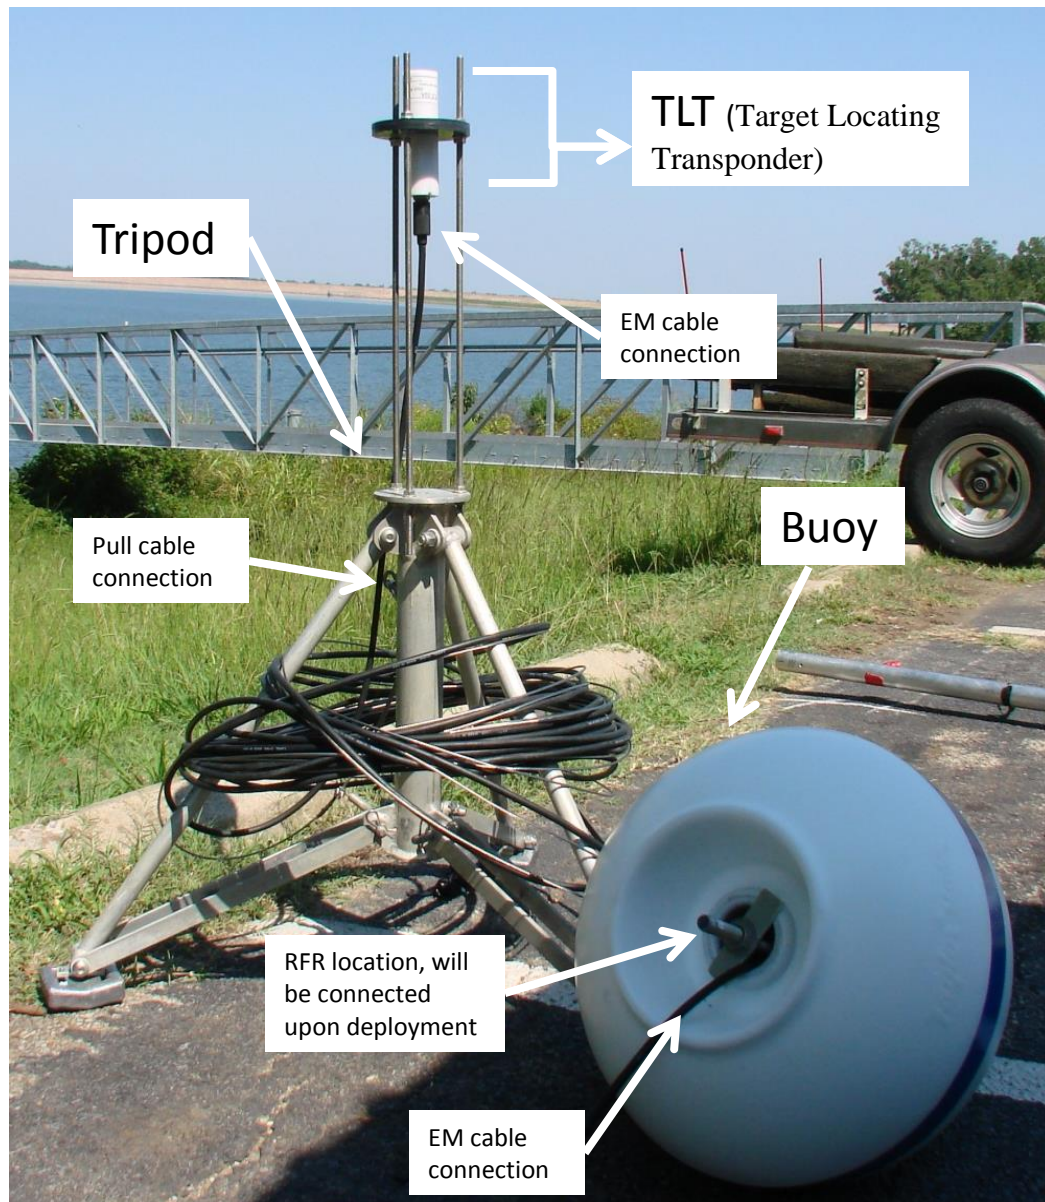 TLT (Target Locating
Transponder)
Tripod
EM cable
connection
Buoy
Pull cable
connection
RFR location, will
be connected
upon deployment
EM cable
connection